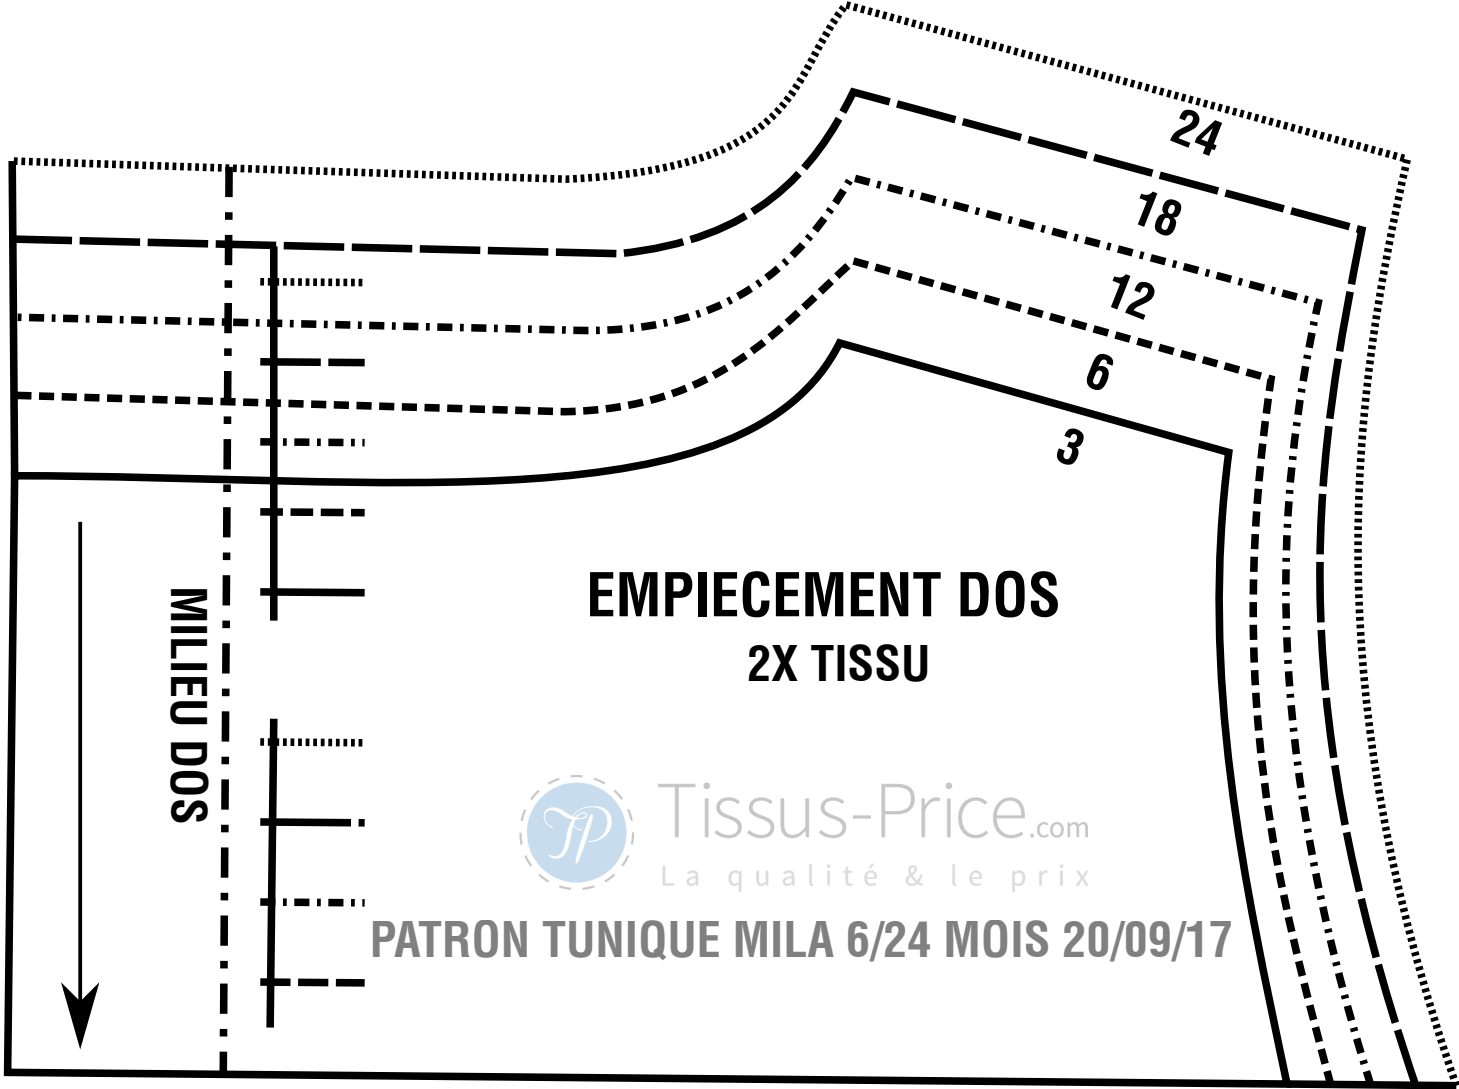 24
18
12
6
3
EMPIECEMENT DOS
2X TISSU
MILIEU DOS
TP
Tissus-Price.com
La qualité & le prix
PATRON TUNIQUE MILA 6/24 MOIS 20/09/17